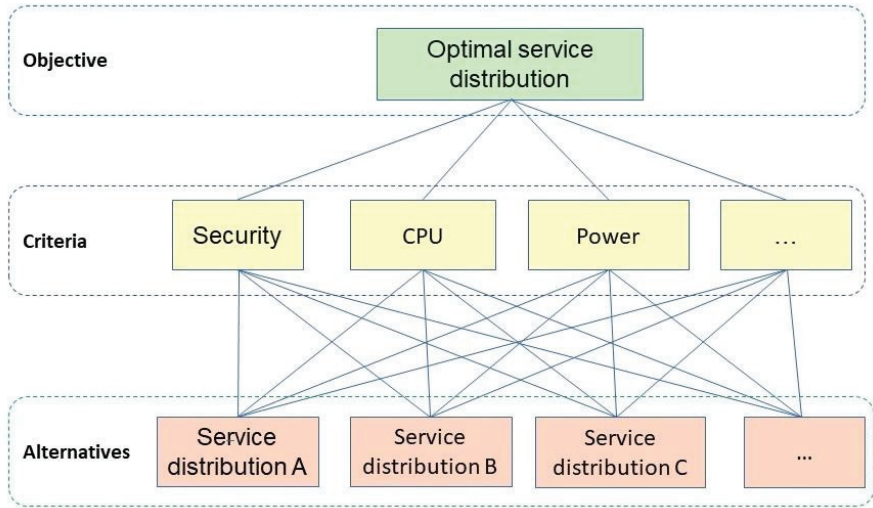 Objective
Optimal service
distribution
Criteria
Security
CPU
Power
...
Alternatives
Service
distribution A
Service
distribution B
Service
distribution C
...